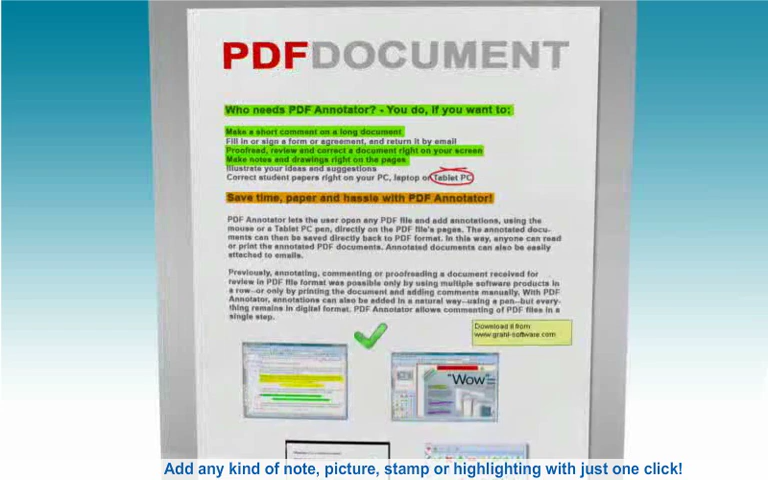 PDFDOCUMENT
Who needs PDF Annotator? - You do, if you want to:
Make a short comment on a long document
Fill in or sign a form or agreement, and return it by email
Proofread, review and correct a document right on your screen
Make notes and drawings right on the pages
Illustrate your ideas and suggestions
Correct student papers right on your PC, laptop or Tablet PC
Save time, paper and hassle with PDF Annotator!
PDF Annotator lets the user open any PDF file and add annotations, using the
mouse or a Tablet PC pen, directly on the PDF file's pages. The annotated docu-
ments can then be saved directly back to PDF format. In this way, anyone can read
or print the annotated PDF documents. Annotated documents can also be easily
attached to emails.
Previously, annotating, commenting or proofreading a document received for
review in PDF file format was possible only by using multiple software products in
a row--or only by printing the document and adding comments manually. With PDF
Annotator, annotations can also be added in a natural way--using a pen--but every-
thing remains in digital format. PDF Annotator allows commenting of PDF files in a
single step.
Download it from
www.grahl-software.com
"Wow"
Add any kind of note, picture, stamp or highlighting with just one click!